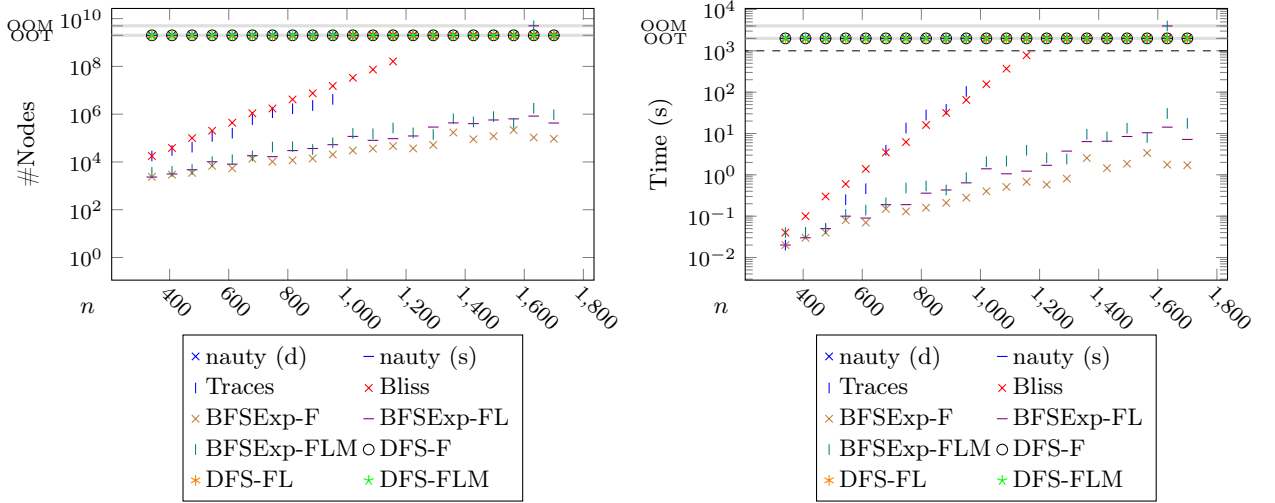 OOM
OOT
10^10
10^8
10^6
10^4
10^2
10^0
#Nodes
n
400
600
800
1,000
1,200
1,400
1,600
1,800
nauty (d)
nauty (s)
Traces
Bliss
BFSExp-F
BFSExp-FL
BFSExp-FLM
DFS-F
DFS-FL
DFS-FLM
OOM
OOT
10^4
10^3
10^2
10^1
10^0
10^−1
10^−2
Time (s)
n
400
600
800
1,000
1,200
1,400
1,600
1,800
nauty (d)
nauty (s)
Traces
Bliss
BFSExp-F
BFSExp-FL
BFSExp-FLM
DFS-F
DFS-FL
DFS-FLM